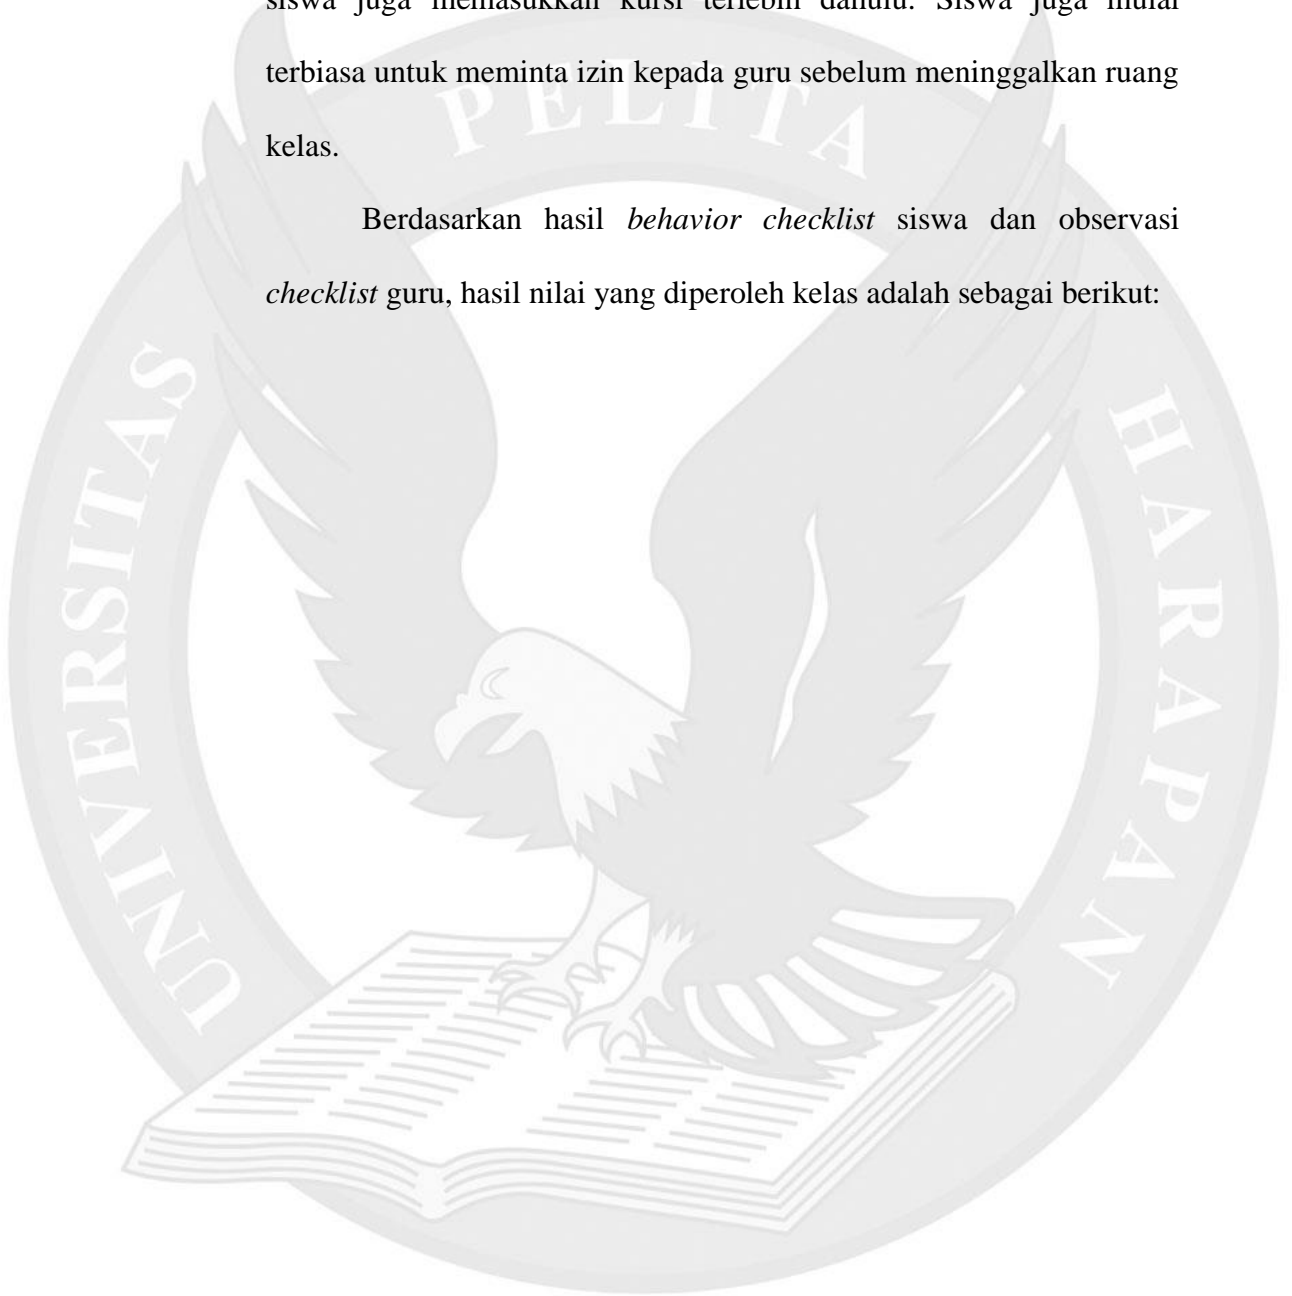 siswa juga memasukkan kursi terlebih dahulu. Siswa juga mulai
terbiasa untuk meminta izin kepada guru sebelum meninggalkan ruang
kelas.
Berdasarkan hasil behavior checklist siswa dan observasi
checklist guru, hasil nilai yang diperoleh kelas adalah sebagai berikut:
UNIVERSITAS PELITA HARAPAN